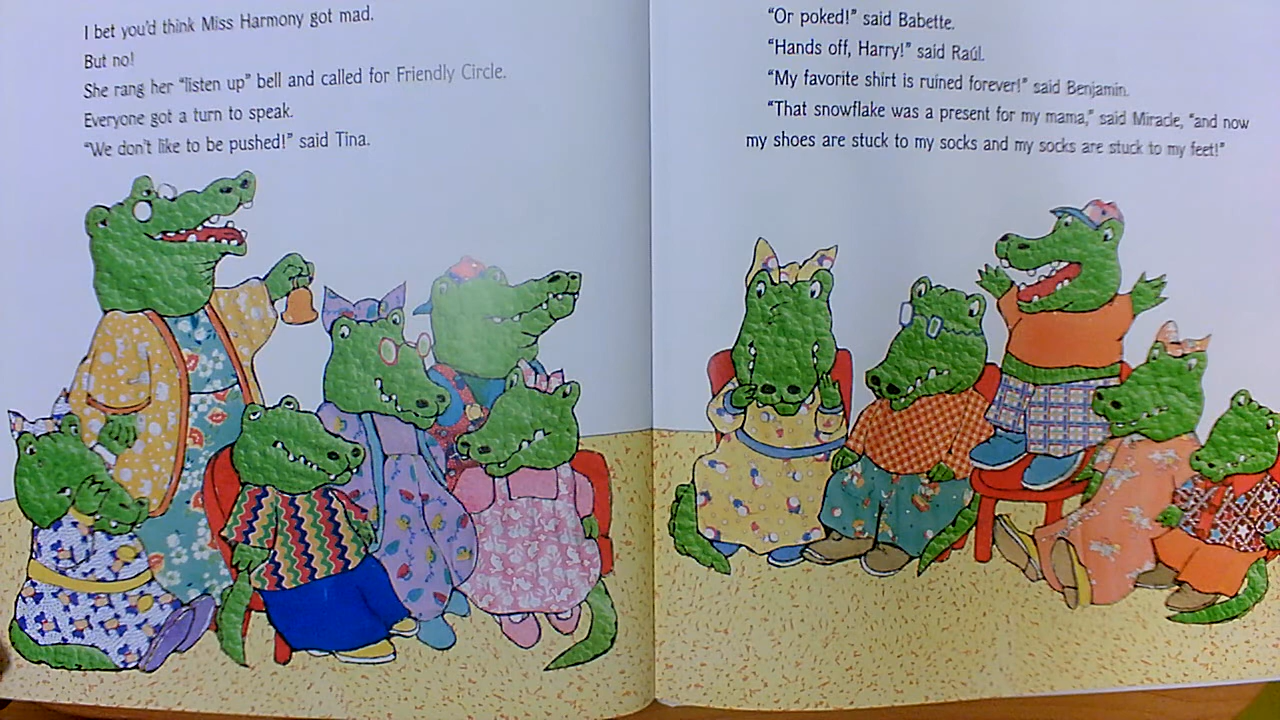 I bet you'd think Miss Harmony got mad.
But no!
She rang her "listen up" bell and called for Friendly Circle.
Everyone got a turn to speak.
"We don't like to be pushed!" said Tina.
"Or poked!" said Babette.
"Hands off, Harry!" said Raúl.
"My favorite shirt is ruined forever!" said Benjamin.
"That snowflake was a present for my mama," said Miracle, "and now
my shoes are stuck to my socks and my socks are stuck to my feet!"